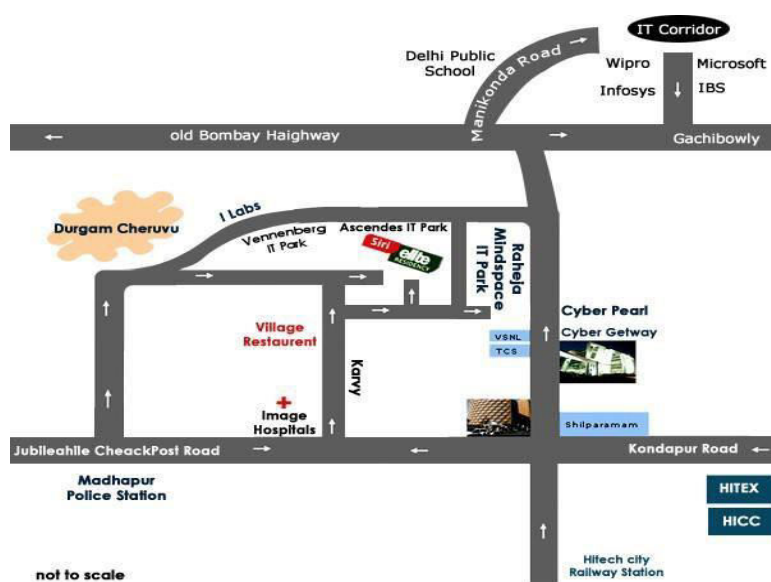 IT Corridor
Delhi Public
School
Manikonda Road
Wipro
Microsoft
Infosys
IBS
old Bombay Haighway
Gachibowly
I Labs
Durgam Cheruvu
Vennenberg
IT Park
Ascendes IT Park
Siri
elite
RESIDENCY
Raheja
Mindspace
IT Park
Cyber Pearl
Cyber Getway
VSNL
TCS
Village
Restaurent
Karvy
Image
Hospitals
Shilparamam
Jubileahlle CheackPost Road
Kondapur Road
Madhapur
Police Station
HITEX
HICC
Hitech city
Railway Station
not to scale